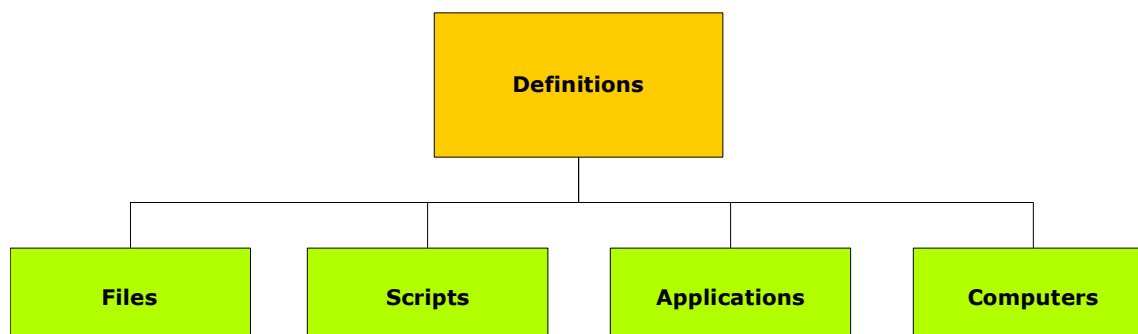 Definitions
Files
Scripts
Applications
Computers